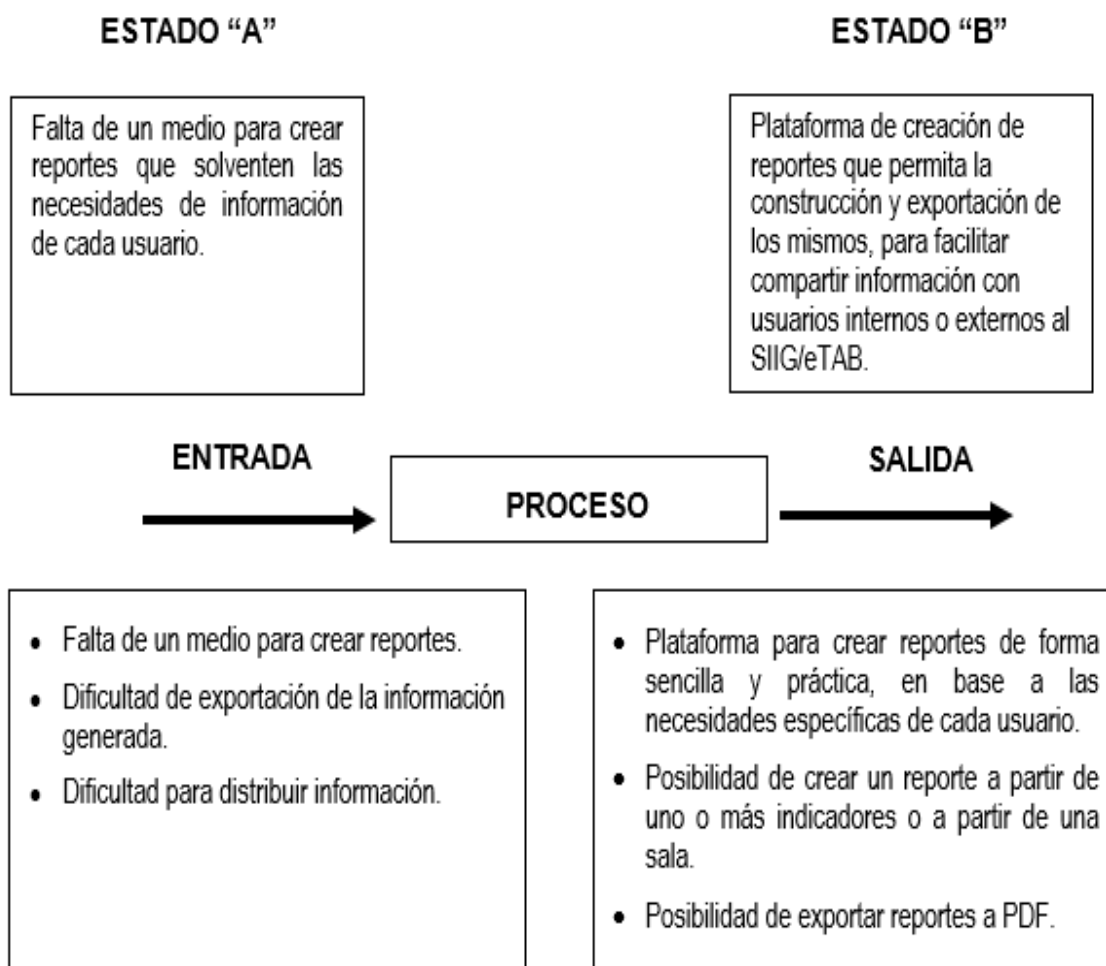 ESTADO “A”
ESTADO “B”
Falta de un medio para crear
reportes que solventen las
necesidades de información
de cada usuario.
Plataforma de creación de
reportes que permita la
construcción y exportación de
los mismos, para facilitar
compartir información con
usuarios internos o externos al
SIIG/eTAB.
ENTRADA
PROCESO
SALIDA
• Falta de un medio para crear reportes.
• Dificultad de exportación de la información
generada.
• Dificultad para distribuir información.
• Plataforma para crear reportes de forma
sencilla y práctica, en base a las
necesidades específicas de cada usuario.
• Posibilidad de crear un reporte a partir de
uno o más indicadores o a partir de una
sala.
• Posibilidad de exportar reportes a PDF.